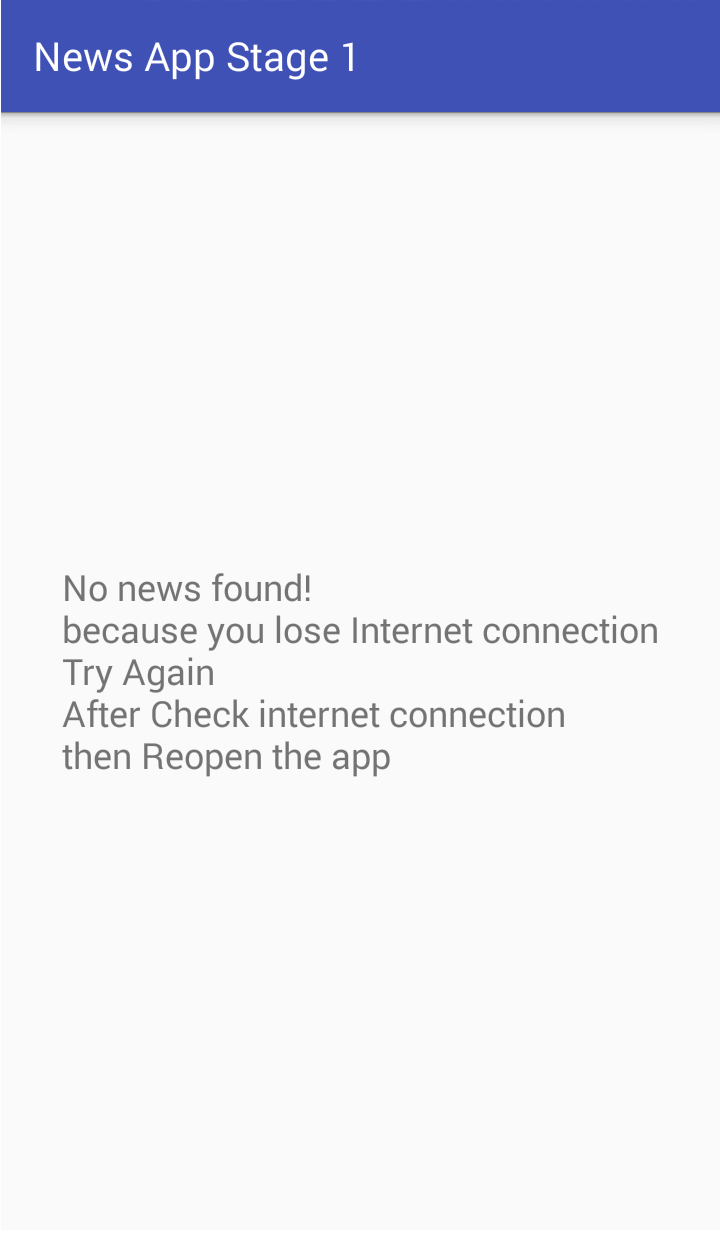 News App Stage 1
No news found!
because you lose Internet connection
Try Again
After Check internet connection
then Reopen the app